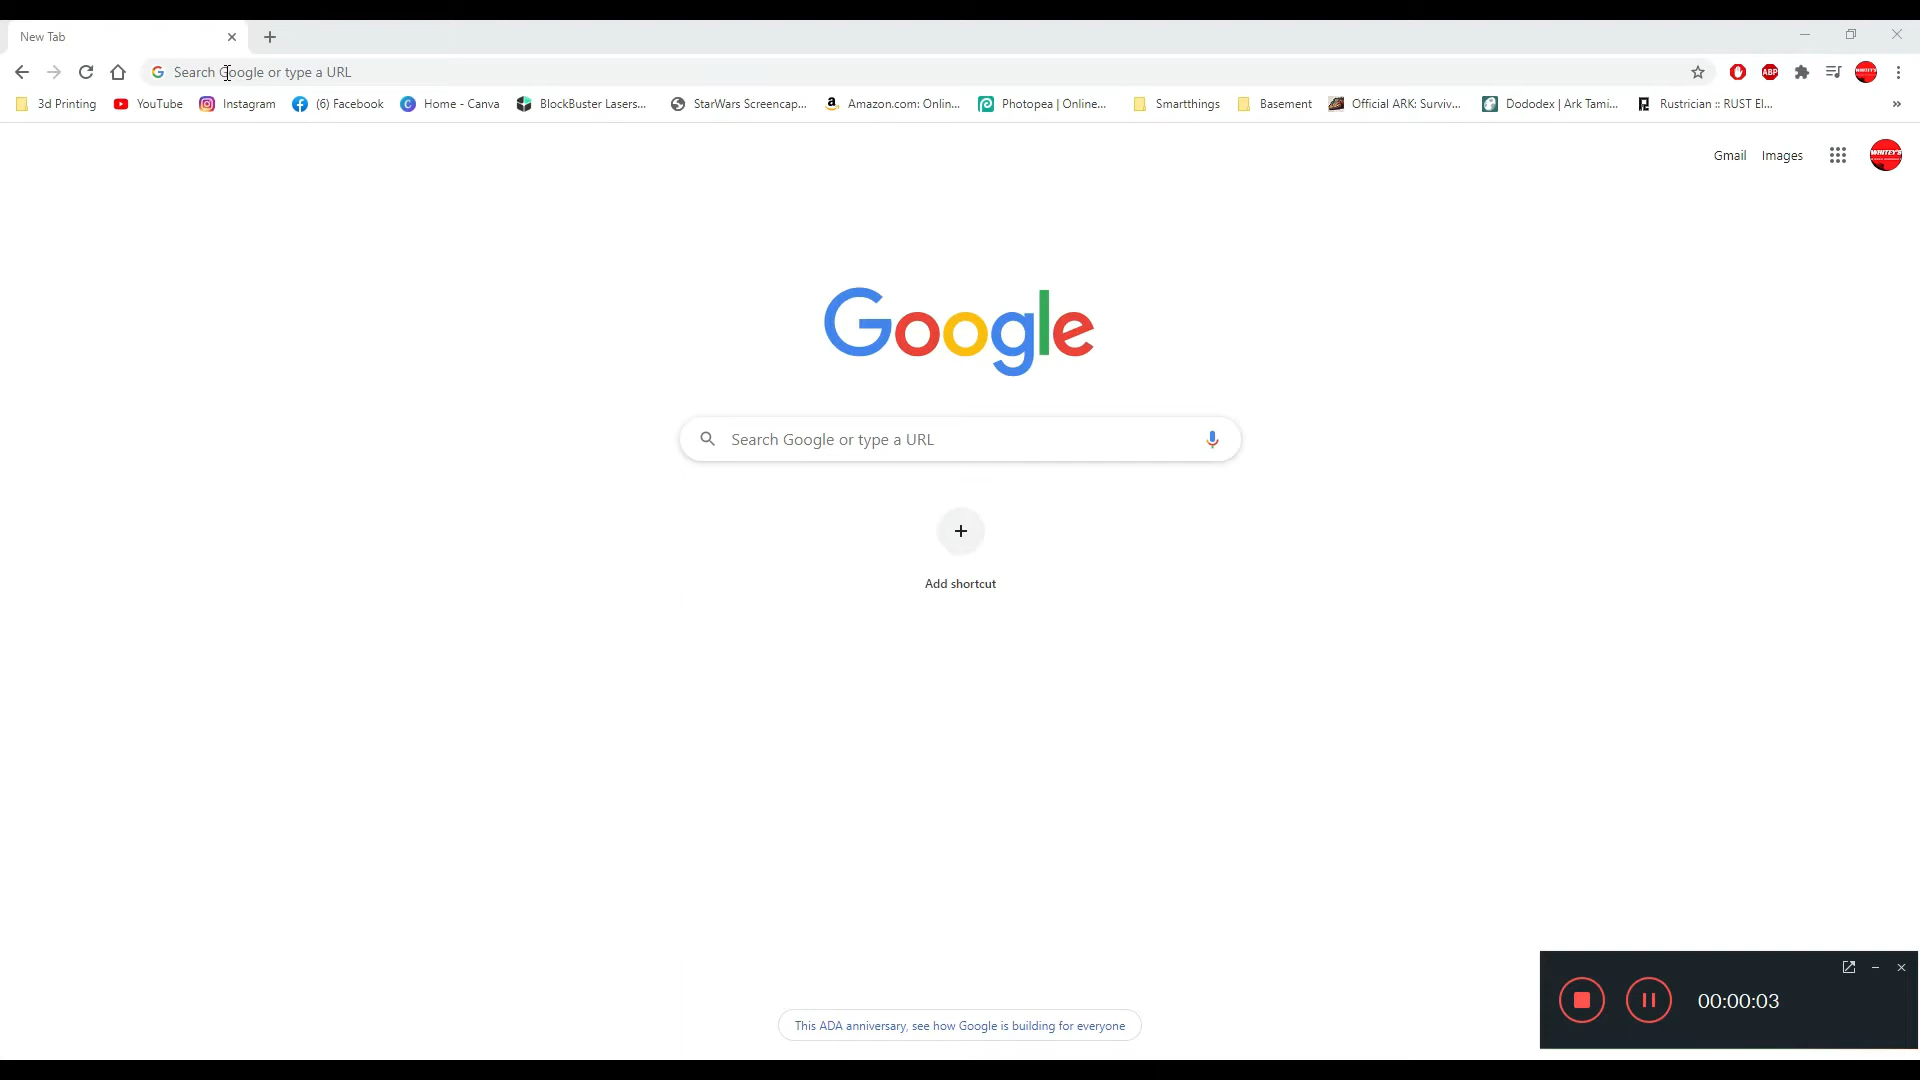 New Tab
Search Google or type a URL
ABP
3d Printing YouTube Instagram (6) Facebook Home - Canva BlockBuster Lasers... StarWars Screencap... Amazon.com: Onlin... Photopea | Online... Smartthings Basement Official ARK: Surviv... Dododex | Ark Tami... Rustrician :: RUST El... »
Gmail Images
Google
Search Google or type a URL
Add shortcut
This ADA anniversary, see how Google is building for everyone
00:00:03